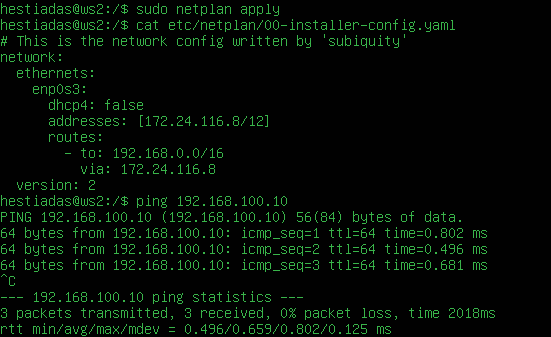 hestiadas@ws2:/$ sudo netplan apply
hestiadas@ws2:/$ cat etc/netplan/00-installer-config.yaml
# This is the network config written by 'subiquity'
network:
  ethernets:
    enp0s3:
      dhcp4: false
      addresses: [172.24.116.8/12]
      routes:
        - to: 192.168.0.0/16
          via: 172.24.116.8
  version: 2
hestiadas@ws2:/$ ping 192.168.100.10
PING 192.168.100.10 (192.168.100.10) 56(84) bytes of data.
64 bytes from 192.168.100.10: icmp_seq=1 ttl=64 time=0.802 ms
64 bytes from 192.168.100.10: icmp_seq=2 ttl=64 time=0.496 ms
64 bytes from 192.168.100.10: icmp_seq=3 ttl=64 time=0.681 ms
^C
--- 192.168.100.10 ping statistics ---
3 packets transmitted, 3 received, 0% packet loss, time 2018ms
rtt min/avg/max/mdev = 0.496/0.659/0.802/0.125 ms